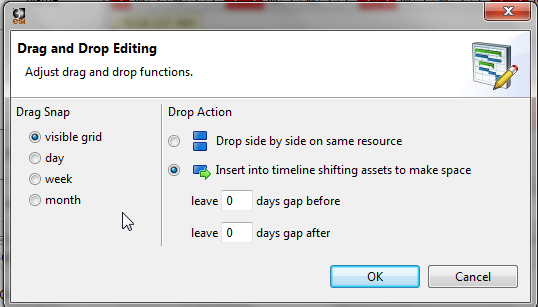 esi
Drag and Drop Editing
Adjust drag and drop functions.
Drag Snap
visible grid
day
week
month
Drop Action
Drop side by side on same resource
Insert into timeline shifting assets to make space
leave 0 days gap before
leave 0 days gap after
OK
Cancel